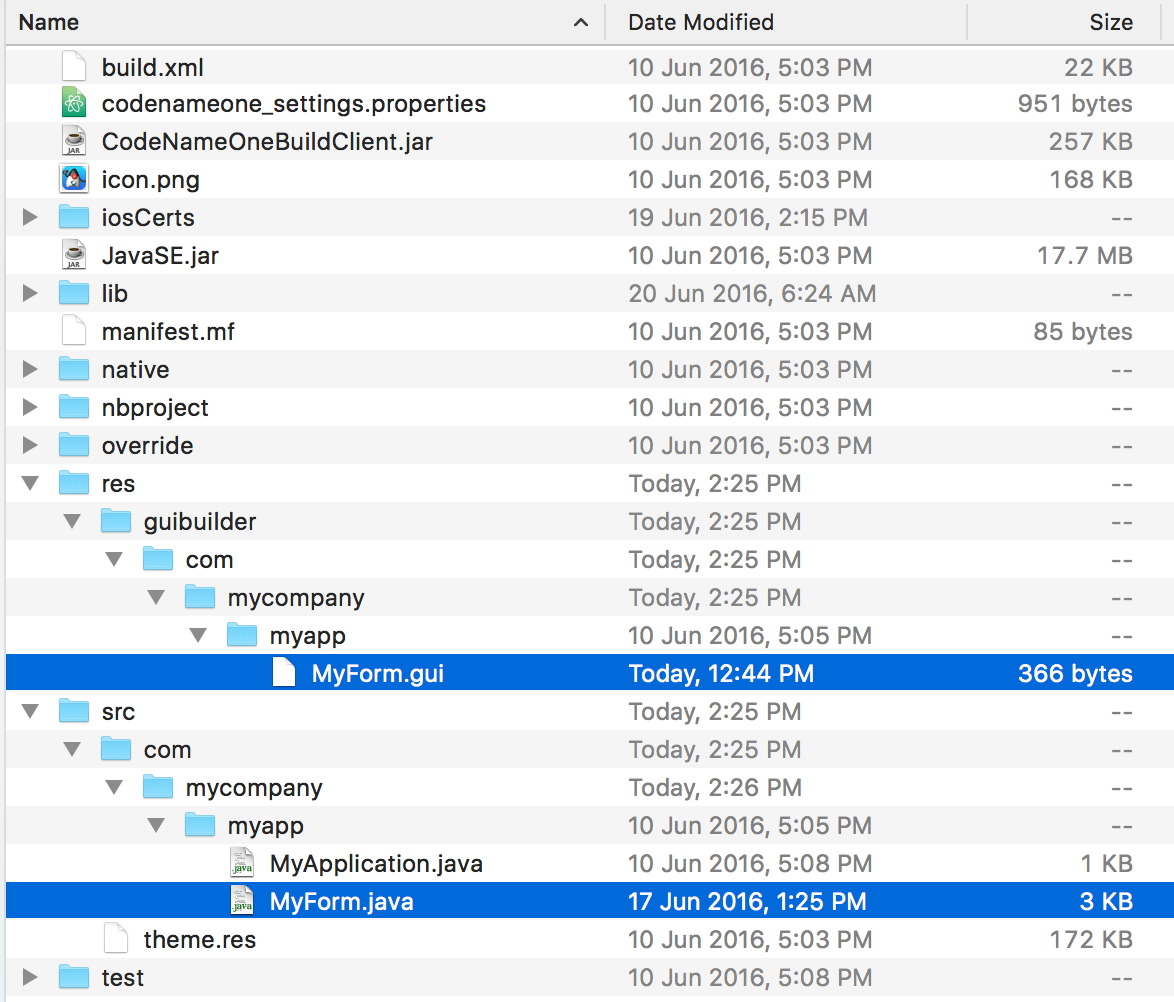 Name Date Modified Size
build.xml 10 Jun 2016, 5:03 PM 22 KB
codenameone_settings.properties 10 Jun 2016, 5:03 PM 951 bytes
CodeNameOneBuildClient.jar 10 Jun 2016, 5:03 PM 257 KB
icon.png 10 Jun 2016, 5:03 PM 168 KB
iosCerts 19 Jun 2016, 2:15 PM --
JavaSE.jar 10 Jun 2016, 5:03 PM 17.7 MB
lib 20 Jun 2016, 6:24 AM --
manifest.mf 10 Jun 2016, 5:03 PM 85 bytes
native 10 Jun 2016, 5:03 PM --
nbproject 10 Jun 2016, 5:03 PM --
override 10 Jun 2016, 5:03 PM --
res Today, 2:25 PM --
guibuilder Today, 2:25 PM --
com Today, 2:25 PM --
mycompany Today, 2:25 PM --
myapp 10 Jun 2016, 5:05 PM --
MyForm.gui Today, 12:44 PM 366 bytes
src Today, 2:25 PM --
com Today, 2:25 PM --
mycompany Today, 2:26 PM --
myapp 10 Jun 2016, 5:05 PM --
MyApplication.java 10 Jun 2016, 5:08 PM 1 KB
MyForm.java 17 Jun 2016, 1:25 PM 3 KB
theme.res 10 Jun 2016, 5:03 PM 172 KB
test 10 Jun 2016, 5:08 PM --